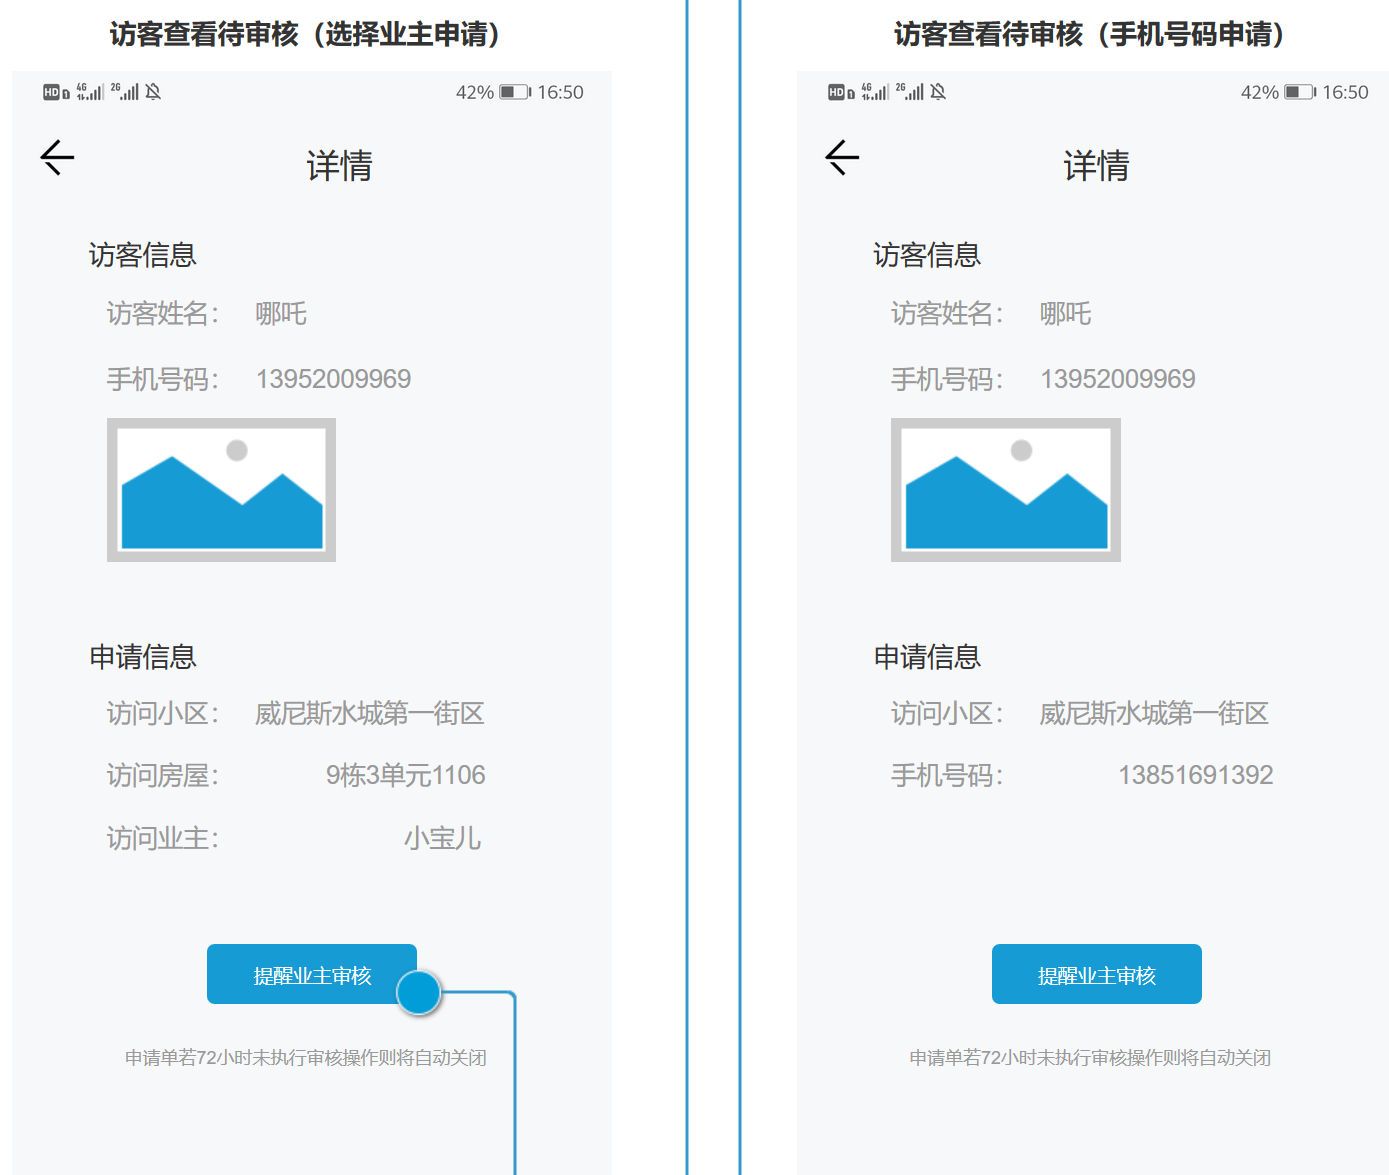 访客查看待审核（选择业主申请）
HD 1 4G 2G 42% 16:50
详情
访客信息
访客姓名： 哪吒
手机号码： 13952009969
申请信息
访问小区： 威尼斯水城第一街区
访问房屋： 9栋3单元1106
访问业主： 小宝儿
提醒业主审核
申请单若72小时未执行审核操作则将自动关闭
访客查看待审核（手机号码申请）
HD 1 4G 2G 42% 16:50
详情
访客信息
访客姓名： 哪吒
手机号码： 13952009969
申请信息
访问小区： 威尼斯水城第一街区
手机号码： 13851691392
提醒业主审核
申请单若72小时未执行审核操作则将自动关闭